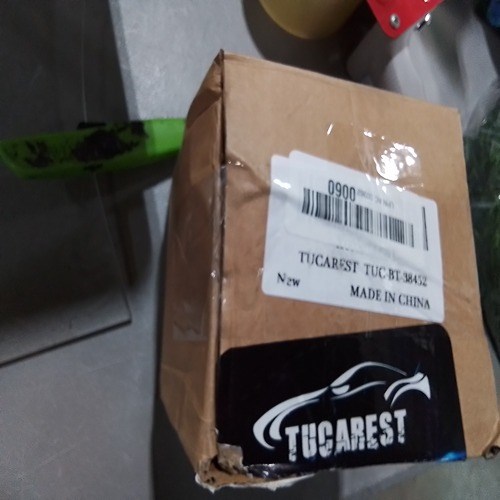 0900
TUCAREST TUC-BT-38452
New
MADE IN CHINA
TUCAREST